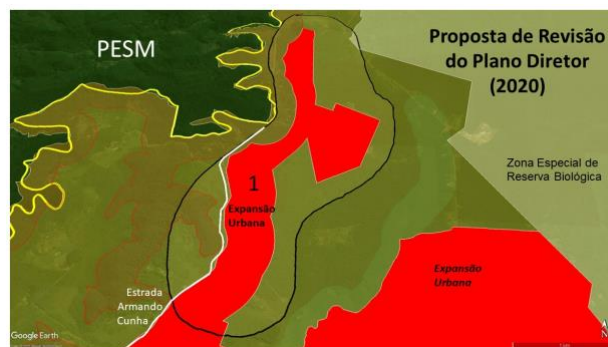 PESM
Proposta de Revisão
do Plano Diretor
(2020)
Zona Especial de
Reserva Biológica
1
Expansão
Urbana
Expansão
Urbana
Estrada
Armando
Cunha
Google Earth
N